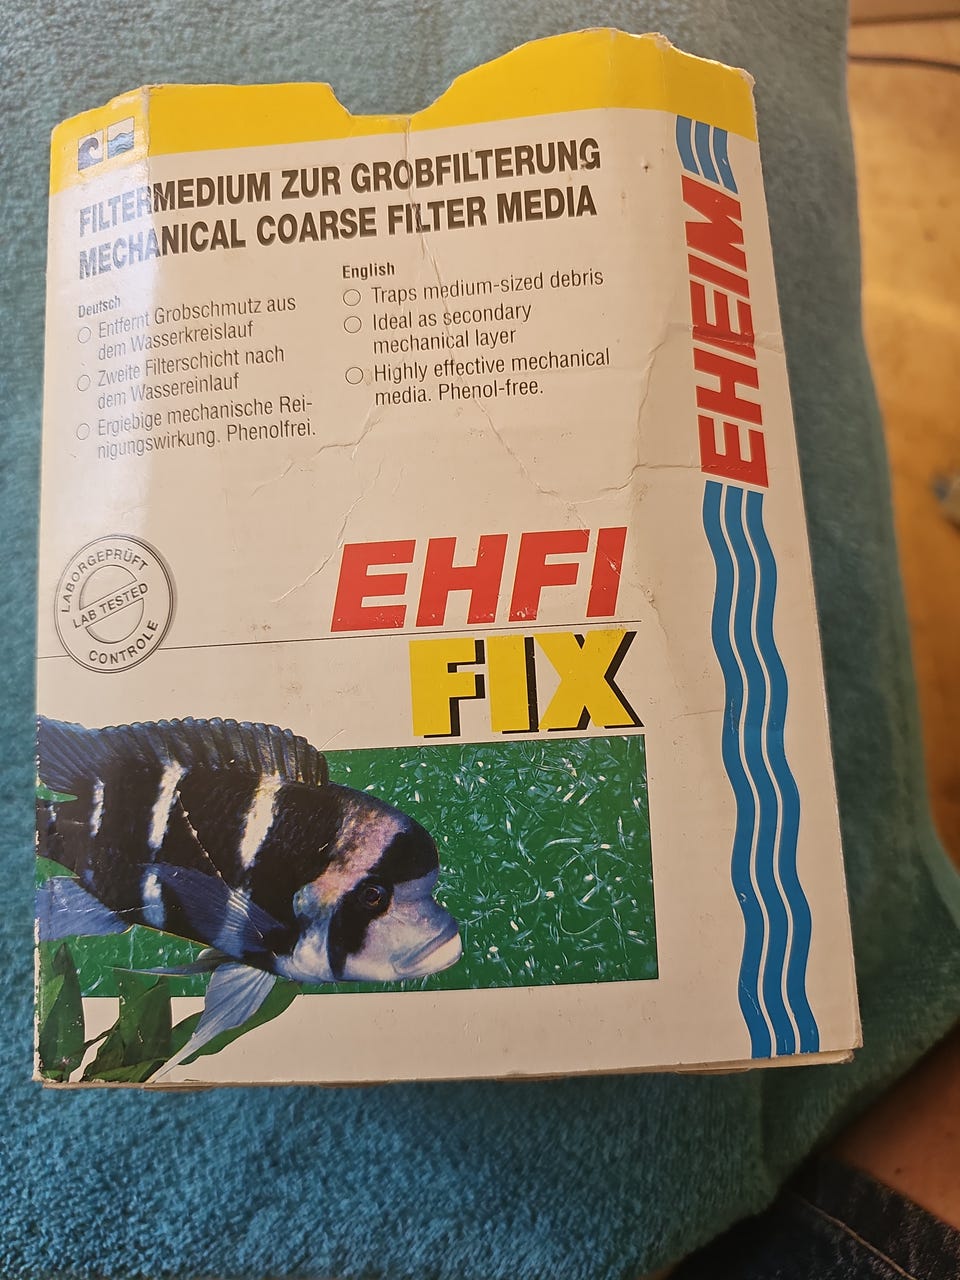 FILTERMEDIUM ZUR GROBFILTERUNG
MECHANICAL COARSE FILTER MEDIA
Deutsch
○ Entfernt Grobschmutz aus
dem Wasserkreislauf
○ Zweite Filterschicht nach
dem Wassereinlauf
○ Ergiebige mechanische Rei-
nigungswirkung. Phenolfrei.
English
○ Traps medium-sized debris
○ Ideal as secondary
mechanical layer
○ Highly effective mechanical
media. Phenol-free.
EHEIM
LABORGEPRÜFT
LAB TESTED
CONTROLE
EHFI
FIX